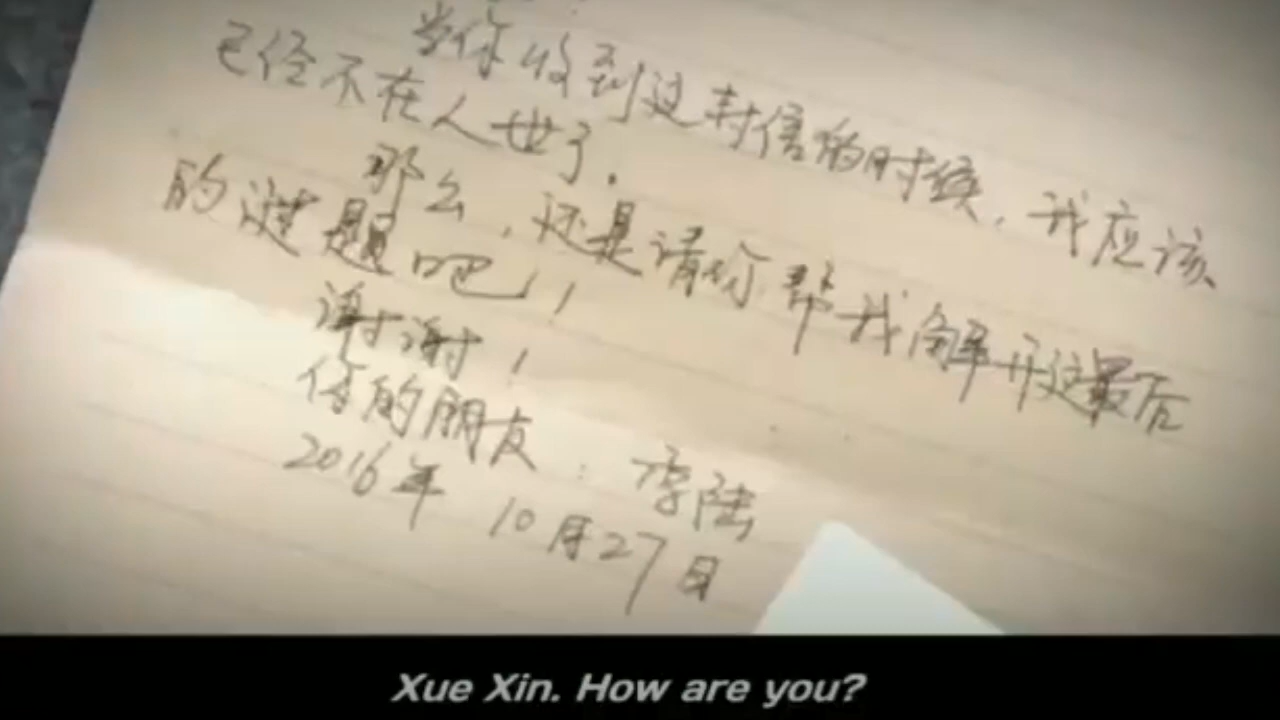 当你收到这封信的时候，我应该
已经不在人世了．
那么，还是请你帮我解开这最后
的谜题吧！
谢谢！
你的朋友：李陆
2016年 10月27日
Xue Xin. How are you?